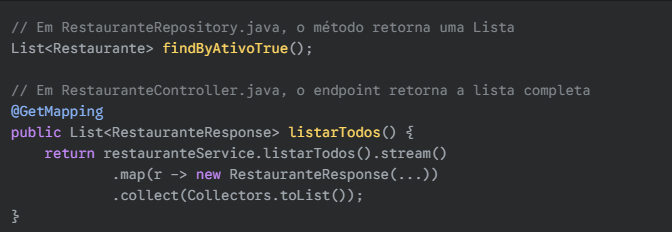 // Em RestauranteRepository.java, o método retorna uma Lista
List<Restaurante> findByAtivoTrue();

// Em RestauranteController.java, o endpoint retorna a lista completa
@GetMapping
public List<RestauranteResponse> listarTodos() {
    return restauranteService.listarTodos().stream()
            .map(r -> new RestauranteResponse(...))
            .collect(Collectors.toList());
}